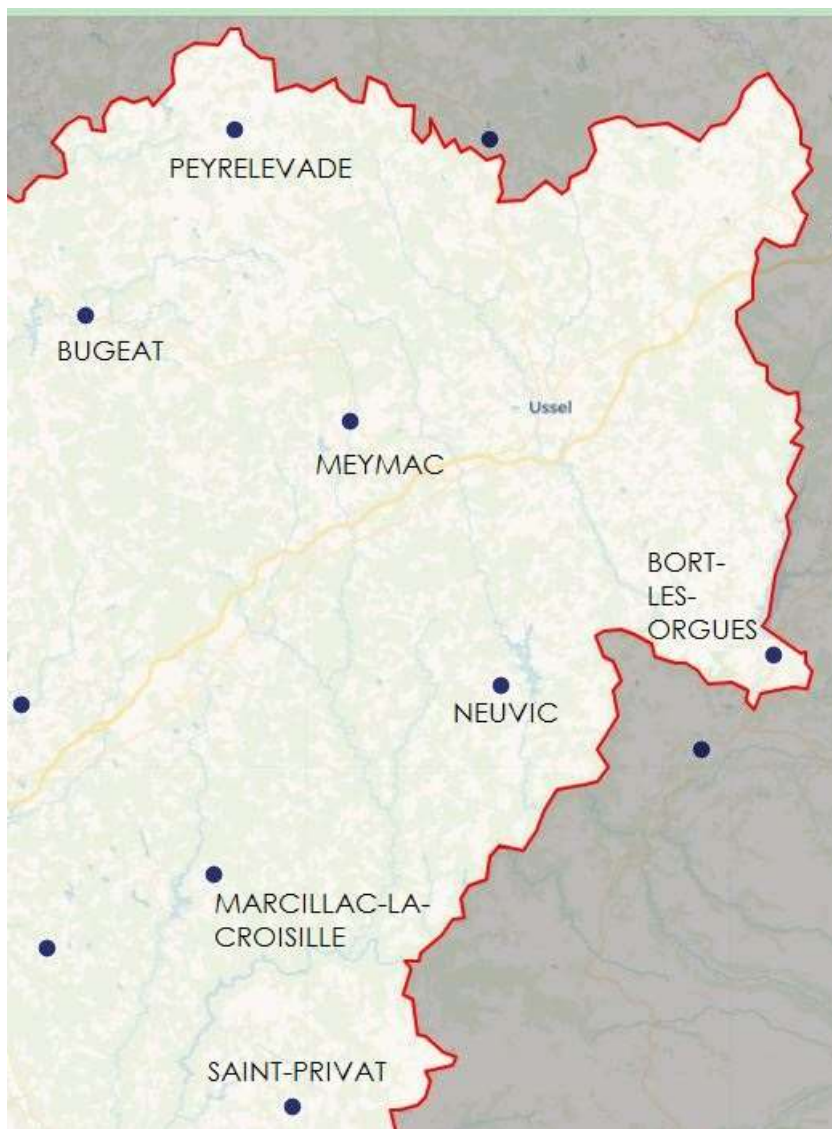 PEYRELEVADE
BUGEAT
Ussel
MEYMAC
BORT-
LES-
ORGUES
NEUVIC
MARCILLAC-LA-
CROISILLE
SAINT-PRIVAT